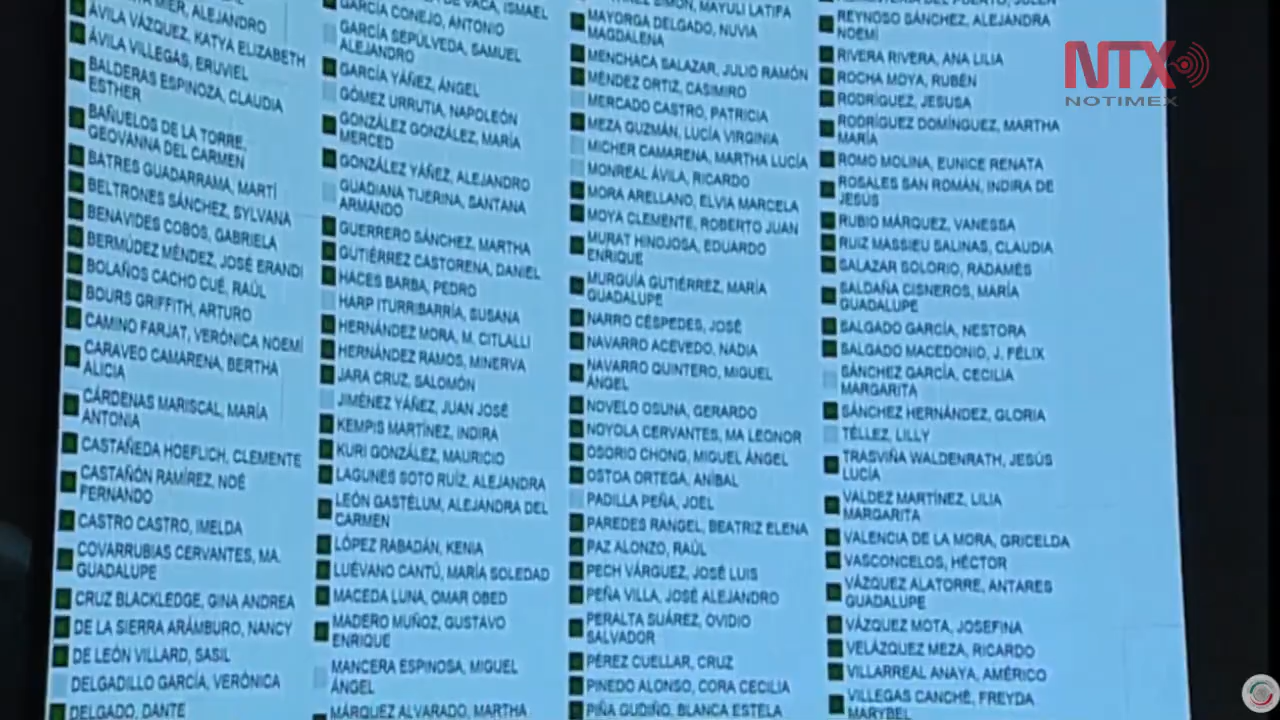 MIER, ALEJANDRO
ÁVILA VÁZQUEZ, KATYA ELIZABETH
ÁVILA VILLEGAS, ERUVIEL
BALDERAS ESPINOZA, CLAUDIA
ESTHER
BAÑUELOS DE LA TORRE,
GEOVANNA DEL CARMEN
BATRES GUADARRAMA, MARTÍ
BELTRONES SÁNCHEZ, SYLVANA
BENAVIDES COBOS, GABRIELA
BERMÚDEZ MÉNDEZ, JOSÉ ERANDI
BOLAÑOS CACHO CUÉ, RAÚL
BOURS GRIFFITH, ARTURO
CAMINO FARJAT, VERÓNICA NOEMÍ
CARAVEO CAMARENA, BERTHA
ALICIA
CÁRDENAS MARISCAL, MARÍA
ANTONIA
CASTAÑEDA HOEFLICH, CLEMENTE
CASTAÑÓN RAMÍREZ, NOÉ
FERNANDO
CASTRO CASTRO, IMELDA
COVARRUBIAS CERVANTES, MA.
GUADALUPE
CRUZ BLACKLEDGE, GINA ANDREA
DE LA SIERRA ARÁMBURO, NANCY
DE LEÓN VILLARD, SASIL
DELGADILLO GARCÍA, VERÓNICA
DELGADO, DANTE
DE VACA, ISMAEL
GARCÍA CONEJO, ANTONIO
GARCÍA SEPÚLVEDA, SAMUEL
ALEJANDRO
GARCÍA YÁÑEZ, ÁNGEL
GÓMEZ URRUTIA, NAPOLEÓN
GONZÁLEZ GONZÁLEZ, MARÍA
MERCED
GONZÁLEZ YÁÑEZ, ALEJANDRO
GUADIANA TIJERINA, SANTANA
ARMANDO
GUERRERO SÁNCHEZ, MARTHA
GUTIÉRREZ CASTORENA, DANIEL
HACES BARBA, PEDRO
HARP ITURRIBARRÍA, SUSANA
HERNÁNDEZ MORA, M. CITLALLI
HERNÁNDEZ RAMOS, MINERVA
JARA CRUZ, SALOMÓN
JIMÉNEZ YÁÑEZ, JUAN JOSÉ
KEMPIS MARTÍNEZ, INDIRA
KURI GONZÁLEZ, MAURICIO
LAGUNES SOTO RUÍZ, ALEJANDRA
LEÓN GASTÉLUM, ALEJANDRA DEL
CARMEN
LÓPEZ RABADÁN, KENIA
LUÉVANO CANTÚ, MARÍA SOLEDAD
MACEDA LUNA, OMAR OBED
MADERO MUÑOZ, GUSTAVO
ENRIQUE
MANCERA ESPINOSA, MIGUEL
ÁNGEL
MÁRQUEZ ALVARADO, MARTHA
SIMÓN, MAYULI LATIFA
MAYORGA DELGADO, NUVIA
MAGDALENA
MENCHACA SALAZAR, JULIO RAMÓN
MÉNDEZ ORTIZ, CASIMIRO
MERCADO CASTRO, PATRICIA
MEZA GUZMÁN, LUCÍA VIRGINIA
MICHER CAMARENA, MARTHA LUCÍA
MONREAL ÁVILA, RICARDO
MORA ARELLANO, ELVIA MARCELA
MOYA CLEMENTE, ROBERTO JUAN
MURAT HINOJOSA, EDUARDO
ENRIQUE
MURGUÍA GUTIÉRREZ, MARÍA
GUADALUPE
NARRO CÉSPEDES, JOSÉ
NAVARRO ACEVEDO, NADIA
NAVARRO QUINTERO, MIGUEL
ÁNGEL
NOVELO OSUNA, GERARDO
NOYOLA CERVANTES, MA LEONOR
OSORIO CHONG, MIGUEL ÁNGEL
OSTOA ORTEGA, ANÍBAL
PADILLA PEÑA, JOEL
PAREDES RANGEL, BEATRIZ ELENA
PAZ ALONZO, RAÚL
PECH VÁRGUEZ, JOSÉ LUIS
PEÑA VILLA, JOSÉ ALEJANDRO
PERALTA SUÁREZ, OVIDIO
SALVADOR
PÉREZ CUELLAR, CRUZ
PINEDO ALONSO, CORA CECILIA
PIÑA GUDIÑO, BLANCA ESTELA
REYNOSO SÁNCHEZ, ALEJANDRA
NOEMÍ
RIVERA RIVERA, ANA LILIA
ROCHA MOYA, RUBÉN
RODRÍGUEZ, JESUSA
RODRÍGUEZ DOMÍNGUEZ, MARTHA
MARÍA
ROMO MOLINA, EUNICE RENATA
ROSALES SAN ROMÁN, INDIRA DE
JESÚS
RUBIO MÁRQUEZ, VANESSA
RUIZ MASSIEU SALINAS, CLAUDIA
SALAZAR SOLORIO, RADAMÉS
SALDAÑA CISNEROS, MARÍA
GUADALUPE
SALGADO GARCÍA, NESTORA
SALGADO MACEDONIO, J. FÉLIX
SÁNCHEZ GARCÍA, CECILIA
MARGARITA
SÁNCHEZ HERNÁNDEZ, GLORIA
TÉLLEZ, LILLY
TRASVIÑA WALDENRATH, JESÚS
LUCÍA
VALDEZ MARTÍNEZ, LILIA
MARGARITA
VALENCIA DE LA MORA, GRICELDA
VASCONCELOS, HÉCTOR
VÁZQUEZ ALATORRE, ANTARES
GUADALUPE
VÁZQUEZ MOTA, JOSEFINA
VELÁZQUEZ MEZA, RICARDO
VILLARREAL ANAYA, AMÉRICO
VILLEGAS CANCHÉ, FREYDA
MARYBEL
NTX
NOTIMEX